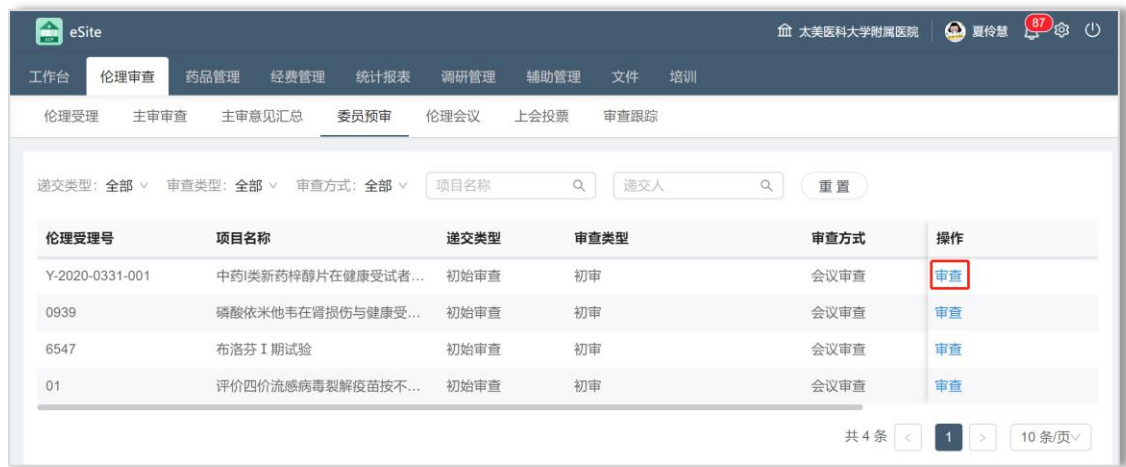 eSite 太美医科大学附属医院 夏伶慧 87
工作台 伦理审查 药品管理 经费管理 统计报表 调研管理 辅助管理 文件 培训
伦理受理 主审审查 主审意见汇总 委员预审 伦理会议 上会投票 审查跟踪
递交类型: 全部 审查类型: 全部 审查方式: 全部 项目名称 递交人 重置
伦理受理号 项目名称 递交类型 审查类型 审查方式 操作
Y-2020-0331-001 中药I类新药梓醇片在健康受试者... 初始审查 初审 会议审查 审查
0939 磷酸依米他韦在肾损伤与健康受... 初始审查 初审 会议审查 审查
6547 布洛芬 I 期试验 初始审查 初审 会议审查 审查
01 评价四价流感病毒裂解疫苗按不... 初始审查 初审 会议审查 审查
共 4 条 < 1 > 10 条/页